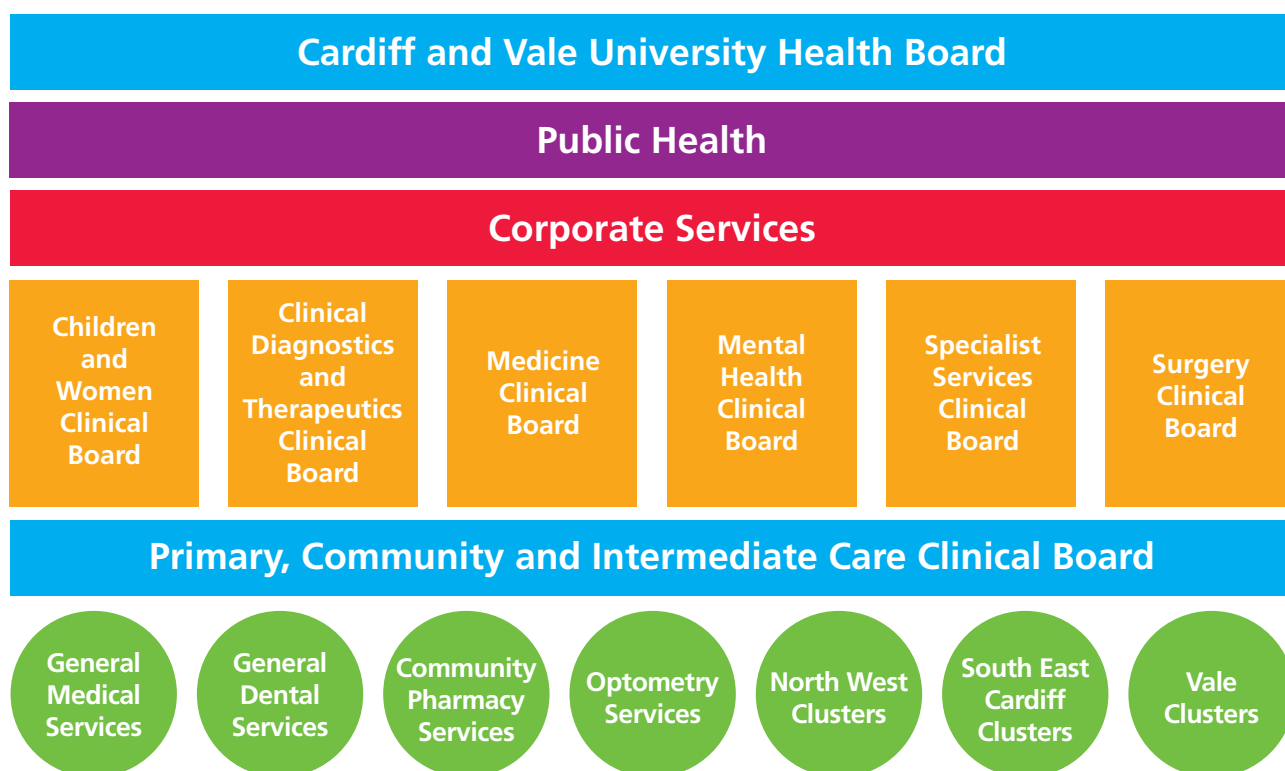 Cardiff and Vale University Health Board
Public Health
Corporate Services
Children
and
Women
Clinical
Board
Clinical
Diagnostics
and
Therapeutics
Clinical
Board
Medicine
Clinical
Board
Mental
Health
Clinical
Board
Specialist
Services
Clinical
Board
Surgery
Clinical
Board
Primary, Community and Intermediate Care Clinical Board
General
Medical
Services
General
Dental
Services
Community
Pharmacy
Services
Optometry
Services
North West
Clusters
South East
Cardiff
Clusters
Vale
Clusters